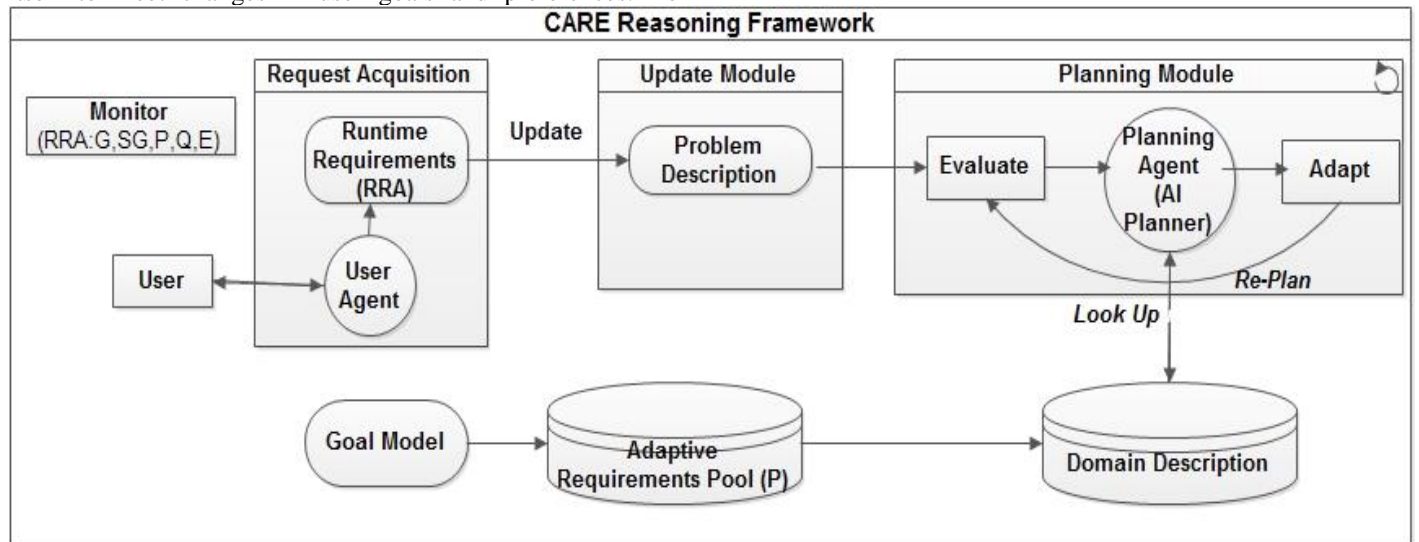 CARE Reasoning Framework
Request Acquisition
Update Module
Planning Module
Monitor
(RRA:G,SG,P,Q,E)
Runtime
Requirements
(RRA)
Update
Problem
Description
Evaluate
Planning
Agent
(AI
Planner)
Adapt
User
User
Agent
Re-Plan
Look Up
Goal Model
Adaptive
Requirements Pool (P)
Domain Description